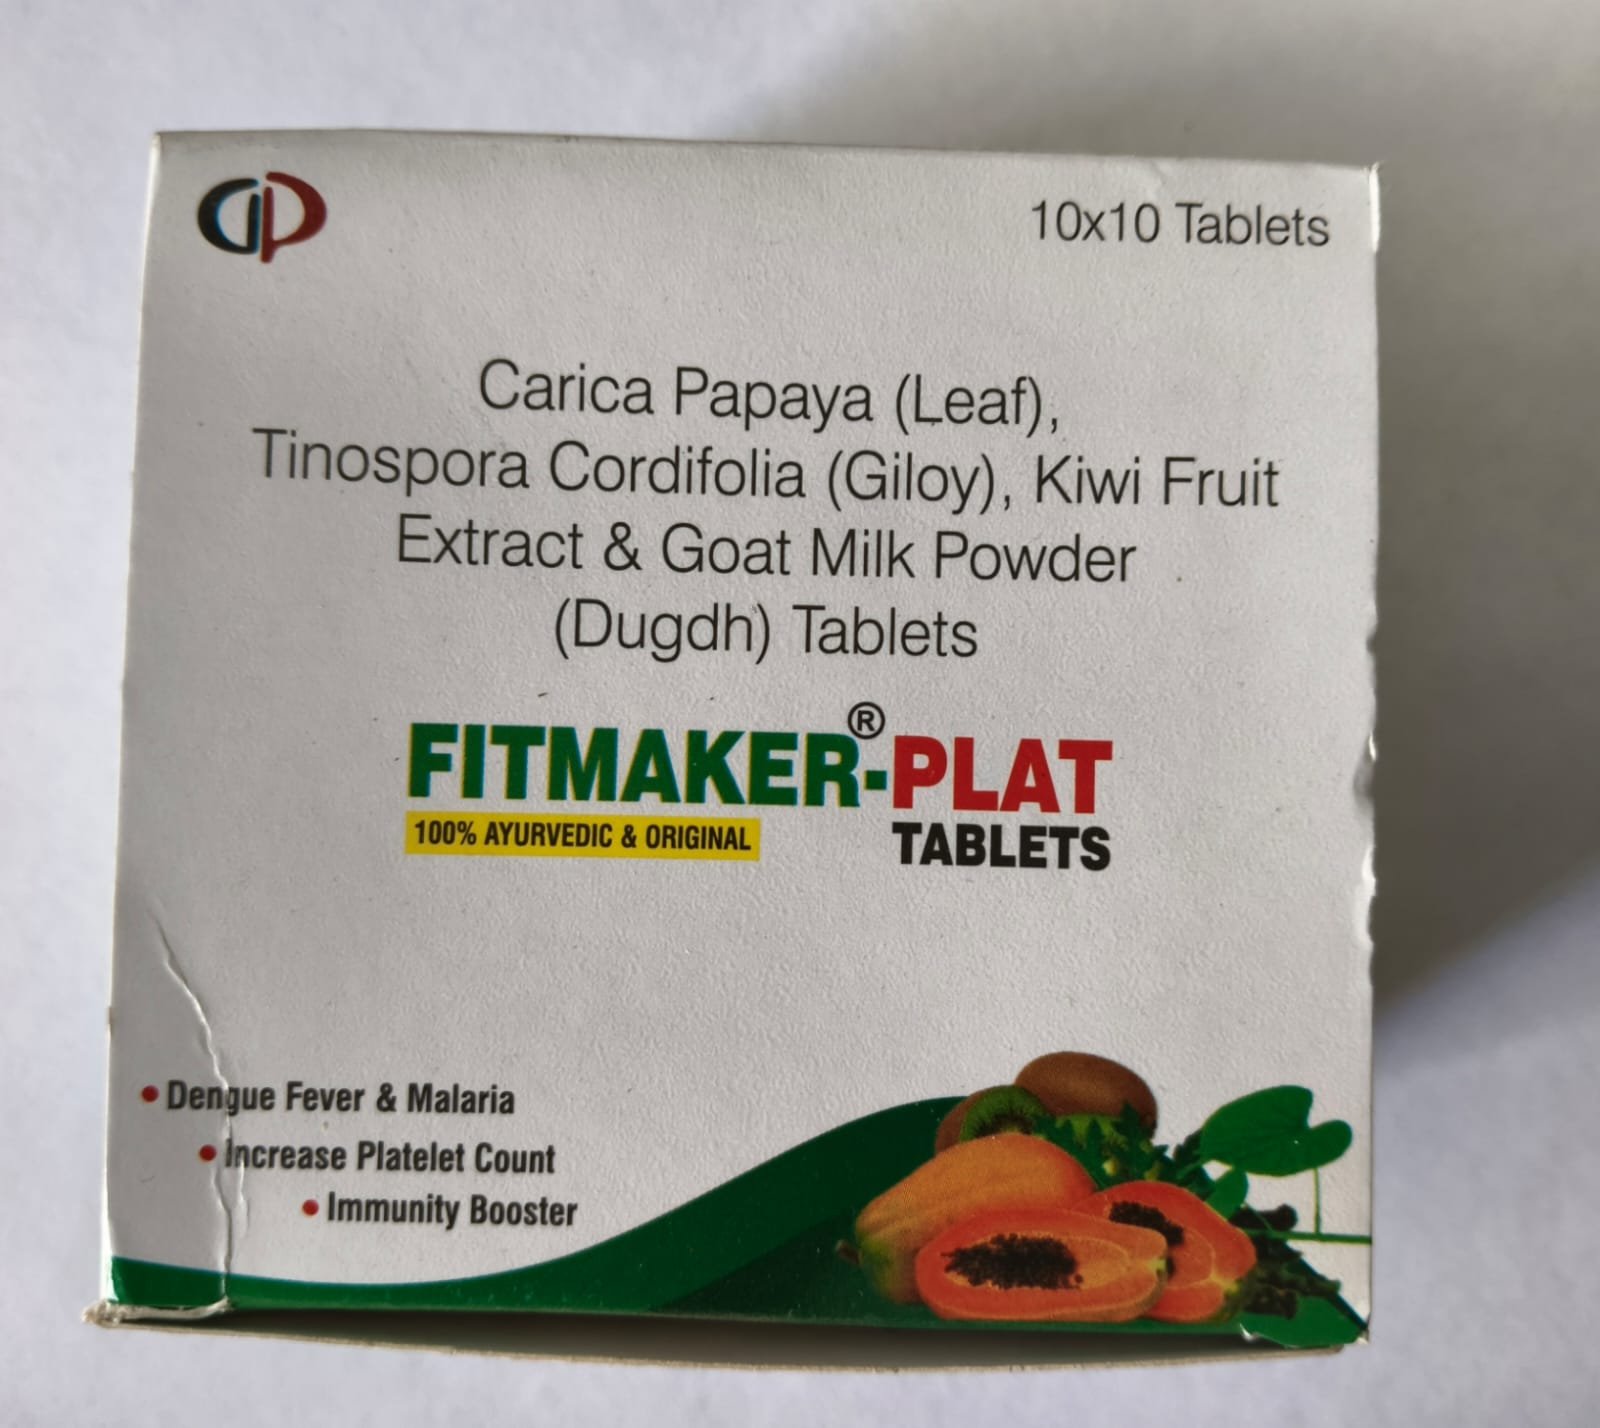 GP
10x10 Tablets
Carica Papaya (Leaf),
Tinospora Cordifolia (Giloy), Kiwi Fruit
Extract & Goat Milk Powder
(Dugdh) Tablets
FITMAKER®-PLAT
100% AYURVEDIC & ORIGINAL
TABLETS
• Dengue Fever & Malaria
• Increase Platelet Count
• Immunity Booster